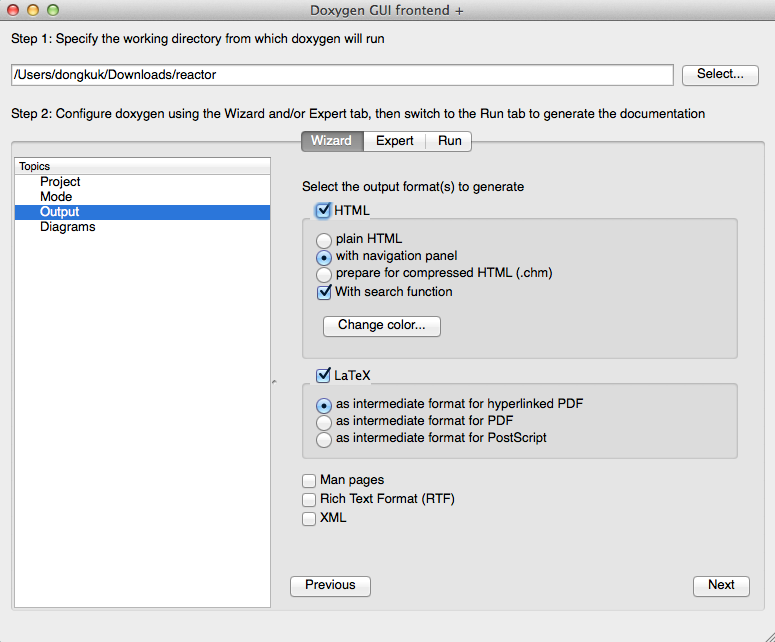 Doxygen GUI frontend +
Step 1: Specify the working directory from which doxygen will run
/Users/dongkuk/Downloads/reactor
Select...
Step 2: Configure doxygen using the Wizard and/or Expert tab, then switch to the Run tab to generate the documentation
Wizard Expert Run
Topics
Project
Mode
Output
Diagrams
Select the output format(s) to generate
HTML
plain HTML
with navigation panel
prepare for compressed HTML (.chm)
With search function
Change color...
LaTeX
as intermediate format for hyperlinked PDF
as intermediate format for PDF
as intermediate format for PostScript
Man pages
Rich Text Format (RTF)
XML
Previous
Next